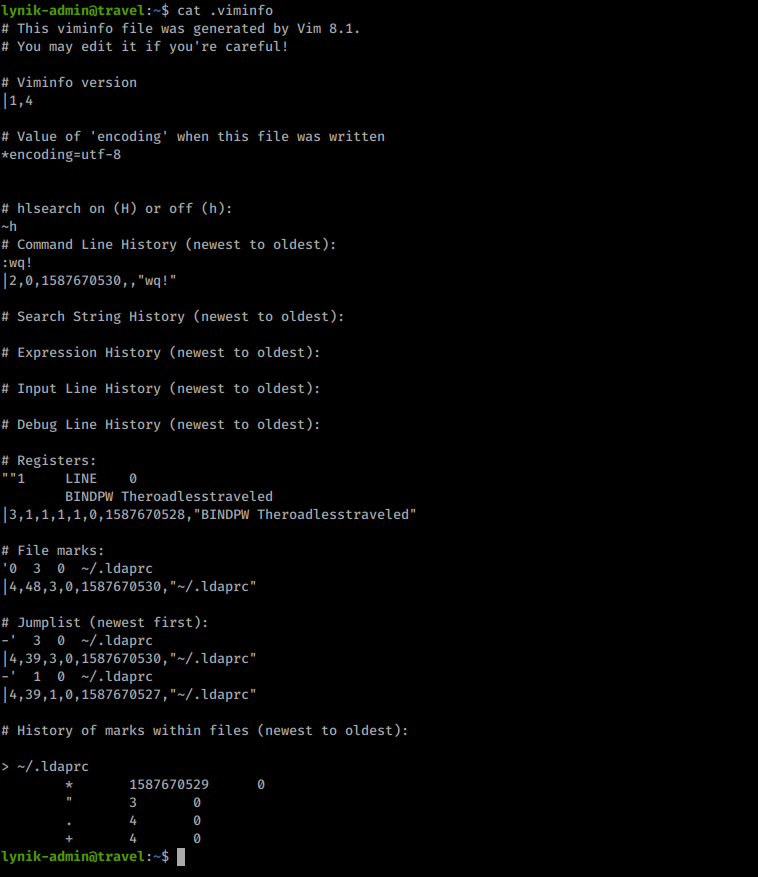 lynik-admin@travel:~$ cat .viminfo
# This viminfo file was generated by Vim 8.1.
# You may edit it if you're careful!
# Viminfo version
|1,4
# Value of 'encoding' when this file was written
*encoding=utf-8
# hlsearch on (H) or off (h):
~h
# Command Line History (newest to oldest):
:wq!
|2,0,1587670530,,"wq!"
# Search String History (newest to oldest):
# Expression History (newest to oldest):
# Input Line History (newest to oldest):
# Debug Line History (newest to oldest):
# Registers:
""1     LINE    0
        BINDPW Theroadlesstraveled
|3,1,1,1,1,0,1587670528,"BINDPW Theroadlesstraveled"
# File marks:
'0  3  0  ~/.ldaprc
|4,48,3,0,1587670530,"~/.ldaprc"
# Jumplist (newest first):
-'  3  0  ~/.ldaprc
|4,39,3,0,1587670530,"~/.ldaprc"
-'  1  0  ~/.ldaprc
|4,39,1,0,1587670527,"~/.ldaprc"
# History of marks within files (newest to oldest):
> ~/.ldaprc
        *       1587670529      0
        "       3       0
        .       4       0
        +       4       0
lynik-admin@travel:~$